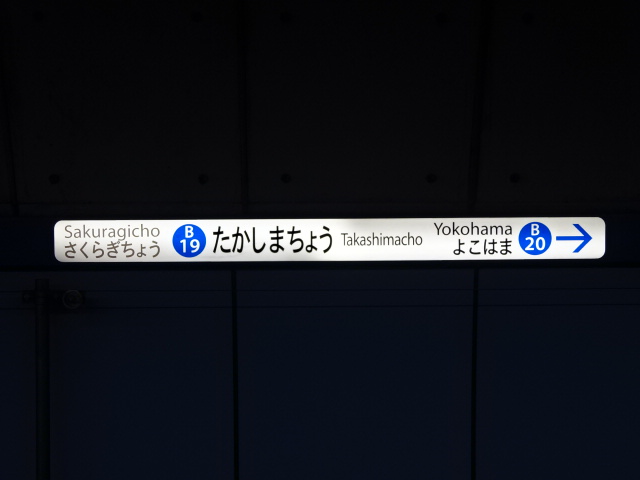 Sakuragicho
さくらぎちょう
B
19
たかしまちょう
Takashimacho
Yokohama
よこはま
B
20